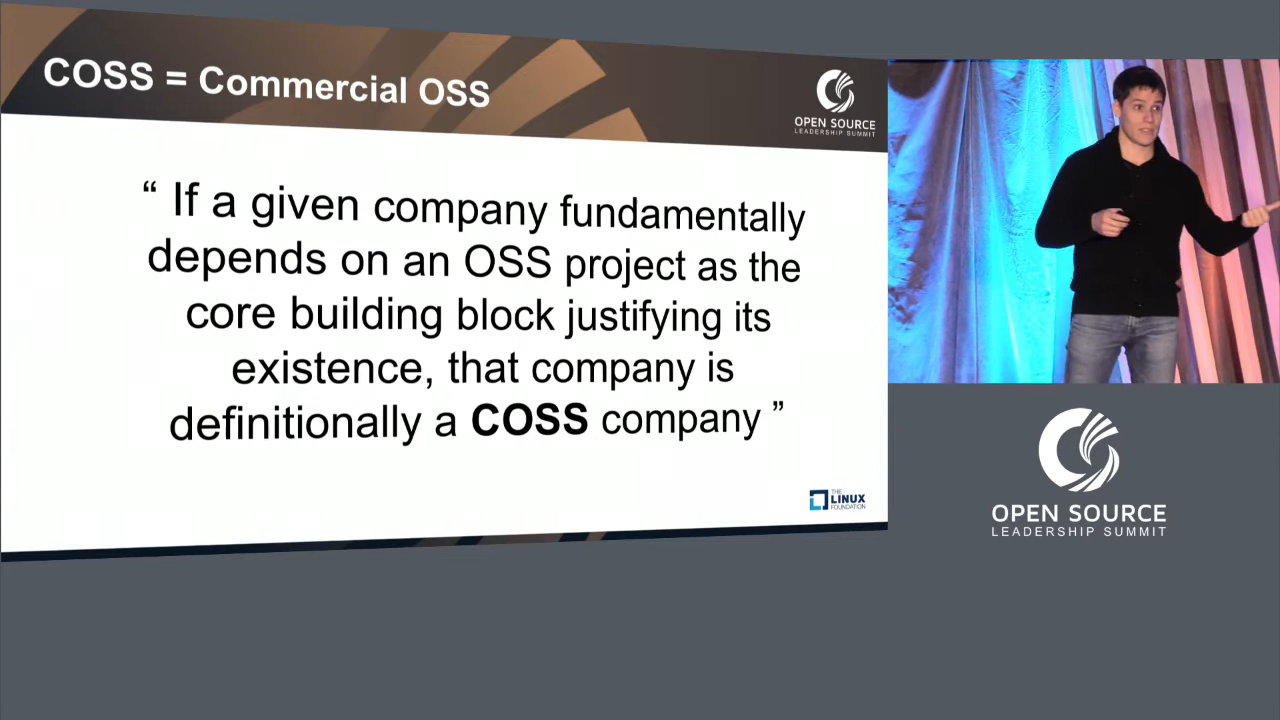 COSS = Commercial OSS
OPEN SOURCE
LEADERSHIP SUMMIT
“ If a given company fundamentally
depends on an OSS project as the
core building block justifying its
existence, that company is
definitionally a COSS company ”
THE
LINUX
FOUNDATION
OPEN SOURCE
LEADERSHIP SUMMIT